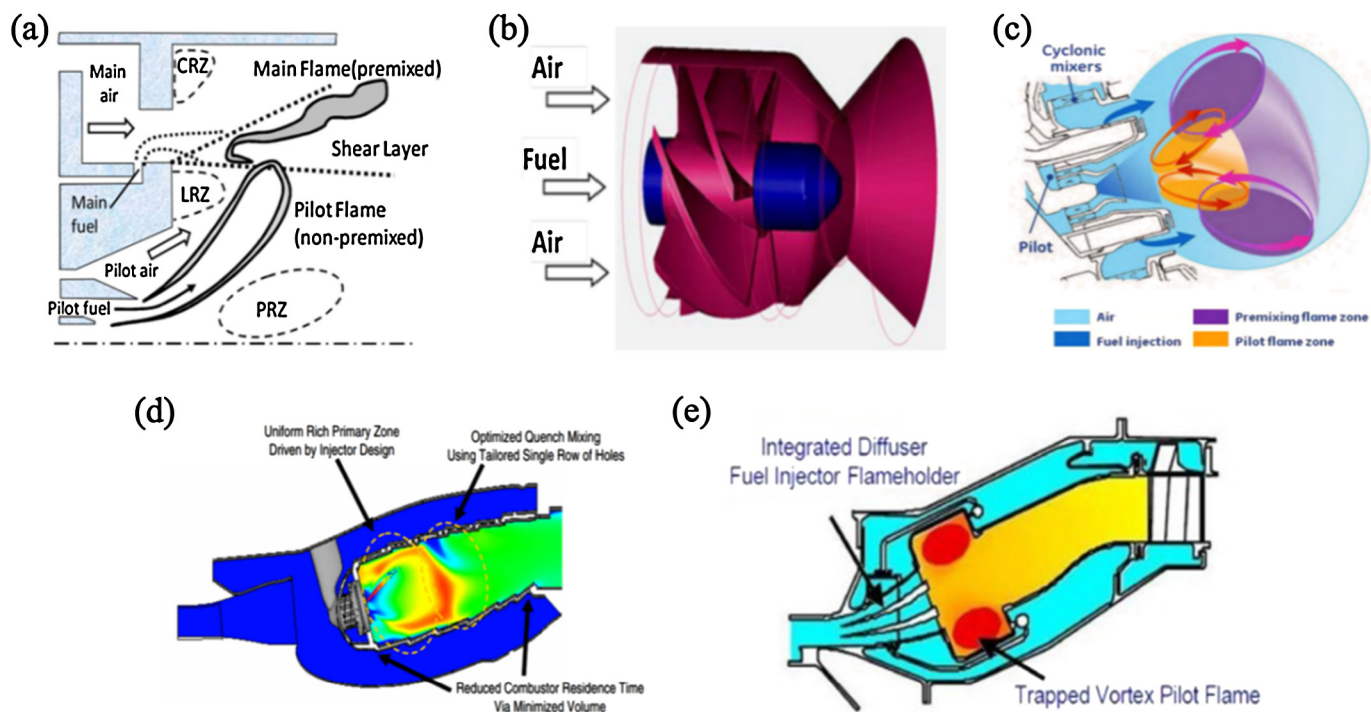 (a)
Main
air
CRZ
Main Flame(premixed)
Shear Layer
Main
fuel
LRZ
Pilot Flame
(non-premixed)
Pilot air
Pilot fuel
PRZ
(b)
Air
Fuel
Air
(c)
Cyclonic
mixers
Pilot
Air
Premixing flame zone
Fuel injection
Pilot flame zone
(d)
Uniform Rich Primary Zone
Driven by Injector Design
Optimized Quench Mixing
Using Tailored Single Row of Holes
Reduced Combustor Residence Time
Via Minimized Volume
(e)
Integrated Diffuser
Fuel Injector Flameholder
Trapped Vortex Pilot Flame